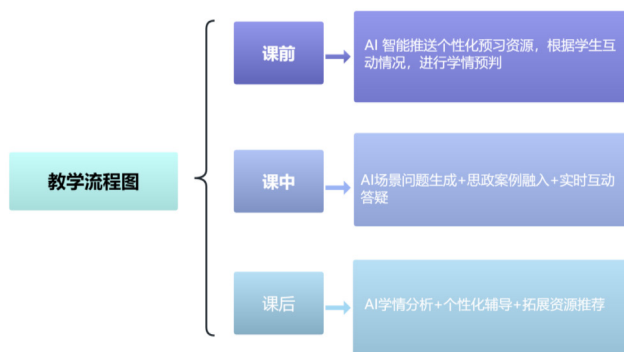 教学流程图
课前
AI 智能推送个性化预习资源，根据学生互
动情况，进行学情预判
课中
AI场景问题生成+思政案例融入+实时互动
答疑
课后
AI学情分析+个性化辅导+拓展资源推荐